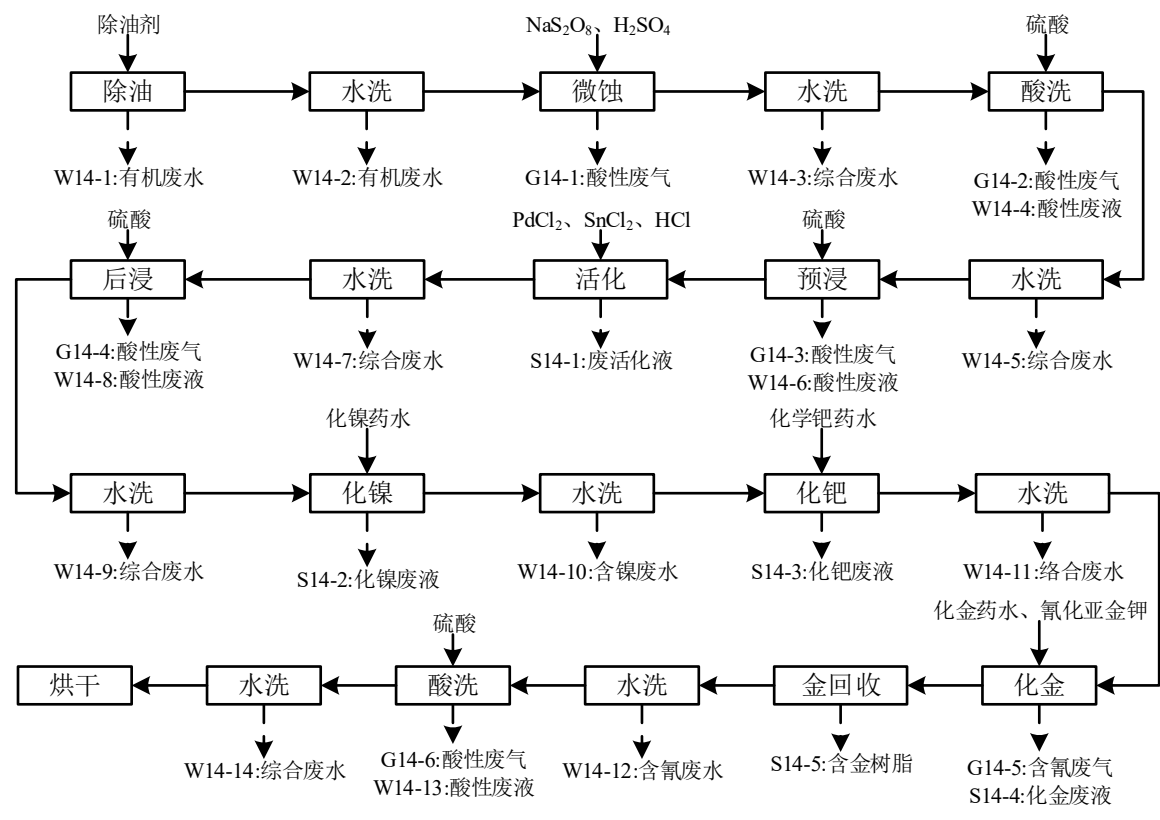 除油剂
NaS₂O₈、H₂SO₄
硫酸
除油
水洗
微蚀
水洗
酸洗
W14-1:有机废水
W14-2:有机废水
G14-1:酸性废气
W14-3:综合废水
G14-2:酸性废气
W14-4:酸性废液
硫酸
PdCl₂、SnCl₂、HCl
硫酸
后浸
水洗
活化
预浸
水洗
G14-4:酸性废气
W14-8:酸性废液
W14-7:综合废水
S14-1:废活化液
G14-3:酸性废气
W14-6:酸性废液
W14-5:综合废水
化镍药水
化学钯药水
水洗
化镍
水洗
化钯
水洗
W14-9:综合废水
S14-2:化镍废液
W14-10:含镍废水
S14-3:化钯废液
W14-11:络合废水
硫酸
化金药水、氰化亚金钾
烘干
水洗
酸洗
水洗
金回收
化金
W14-14:综合废水
G14-6:酸性废气
W14-13:酸性废液
W14-12:含氰废水
S14-5:含金树脂
G14-5:含氰废气
S14-4:化金废液